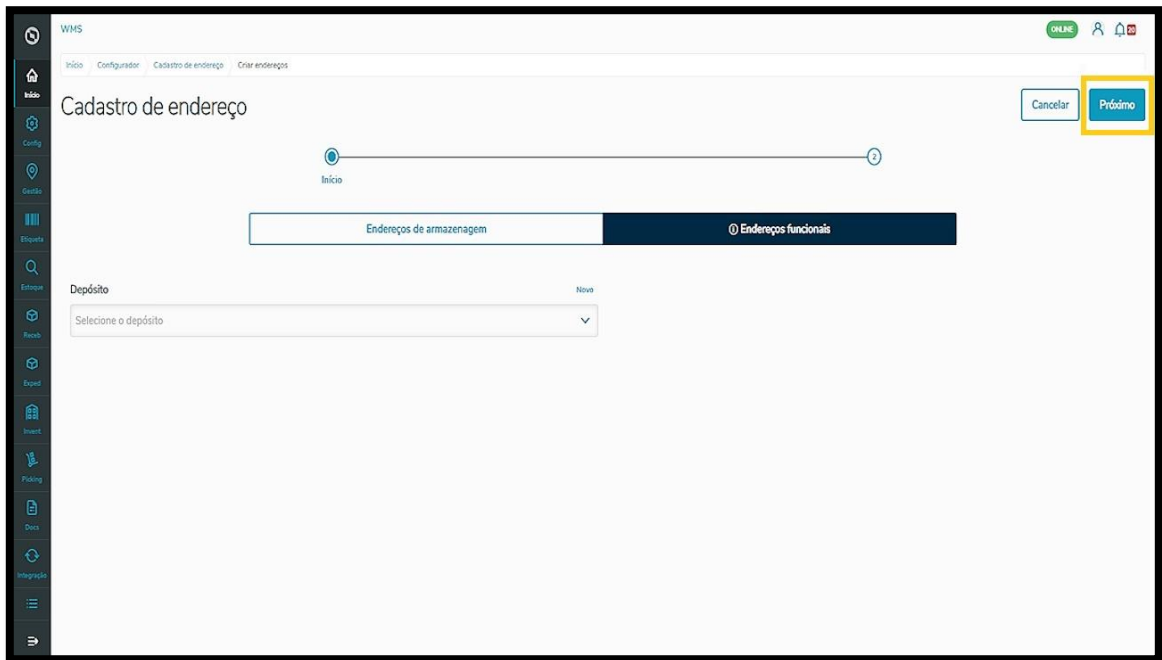 WMS
ONLINE
20
Início / Configurador / Cadastro de endereço / Criar endereços
Cadastro de endereço
Cancelar
Próximo
2
Início
Endereços de armazenagem
Endereços funcionais
Depósito
Novo
Selecione o depósito
Início
Config
Gestão
Etiqueta
Estoque
Receb
Exped
Invent
Picking
Docs
Integração